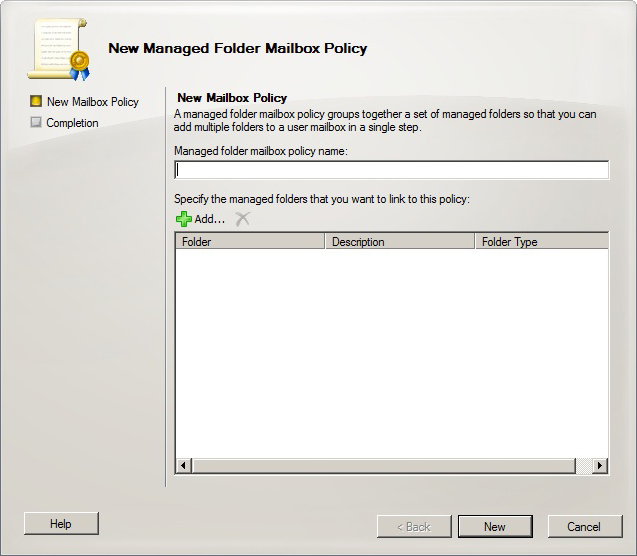 New Managed Folder Mailbox Policy
New Mailbox Policy
Completion
New Mailbox Policy
A managed folder mailbox policy groups together a set of managed folders so that you can
add multiple folders to a user mailbox in a single step.
Managed folder mailbox policy name:
Specify the managed folders that you want to link to this policy:
Add...
Folder Description Folder Type
Help < Back New Cancel